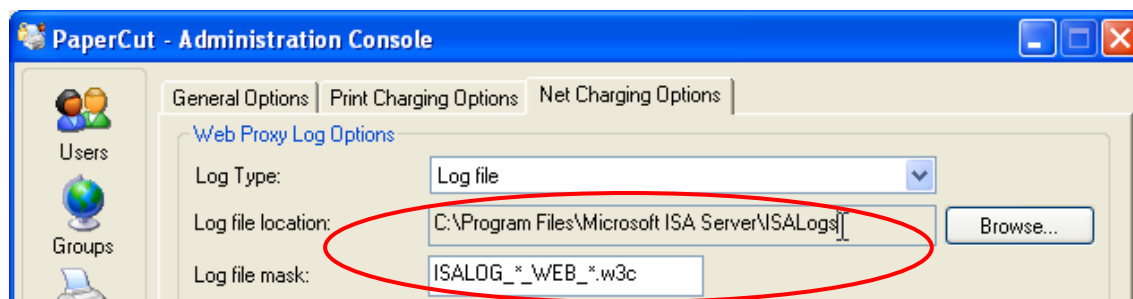 PaperCut - Administration Console
General Options Print Charging Options Net Charging Options
Web Proxy Log Options
Users
Log Type: Log file
Log file location: C:\Program Files\Microsoft ISA Server\ISALogs Browse...
Groups
Log file mask: ISALOG_*_WEB_*.w3c